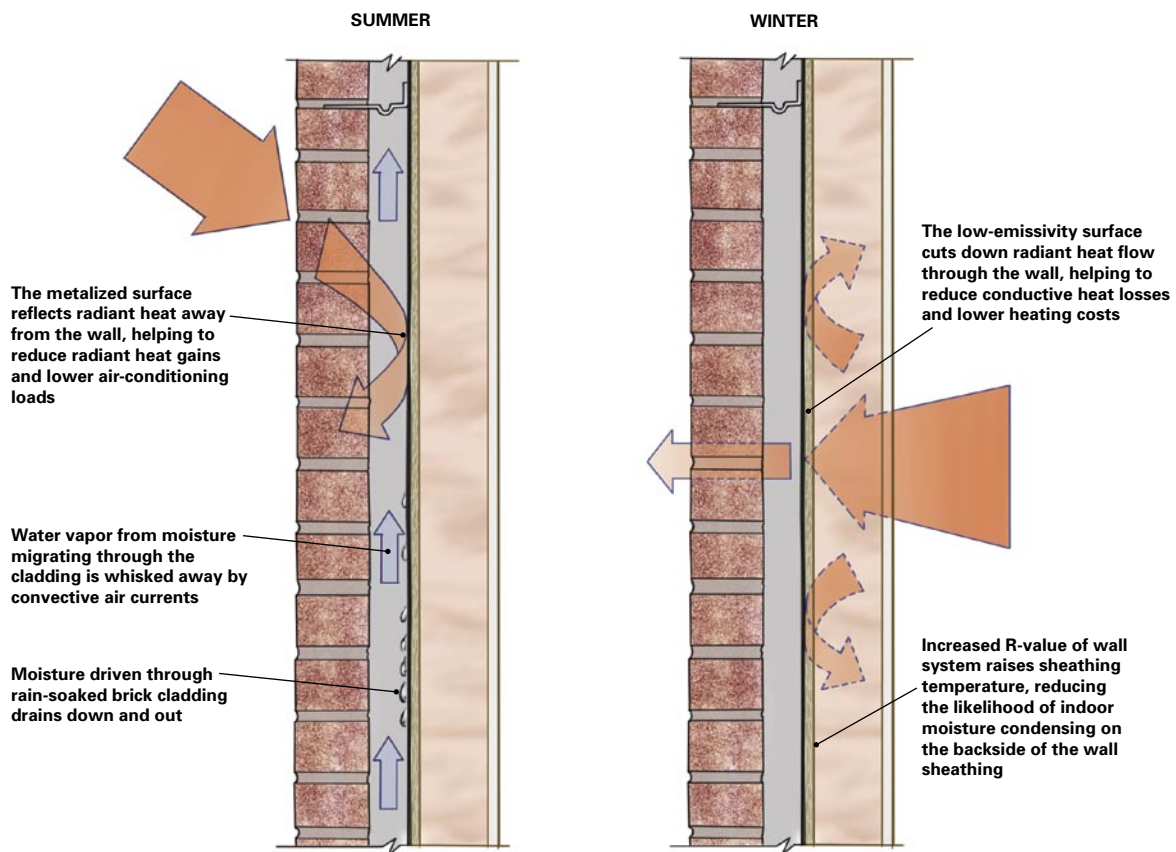 SUMMER
The metalized surface
reflects radiant heat away
from the wall, helping to
reduce radiant heat gains
and lower air-conditioning
loads
Water vapor from moisture
migrating through the
cladding is whisked away by
convective air currents
Moisture driven through
rain-soaked brick cladding
drains down and out
WINTER
The low-emissivity surface
cuts down radiant heat flow
through the wall, helping to
reduce conductive heat losses
and lower heating costs
Increased R-value of wall
system raises sheathing
temperature, reducing
the likelihood of indoor
moisture condensing on
the backside of the wall
sheathing